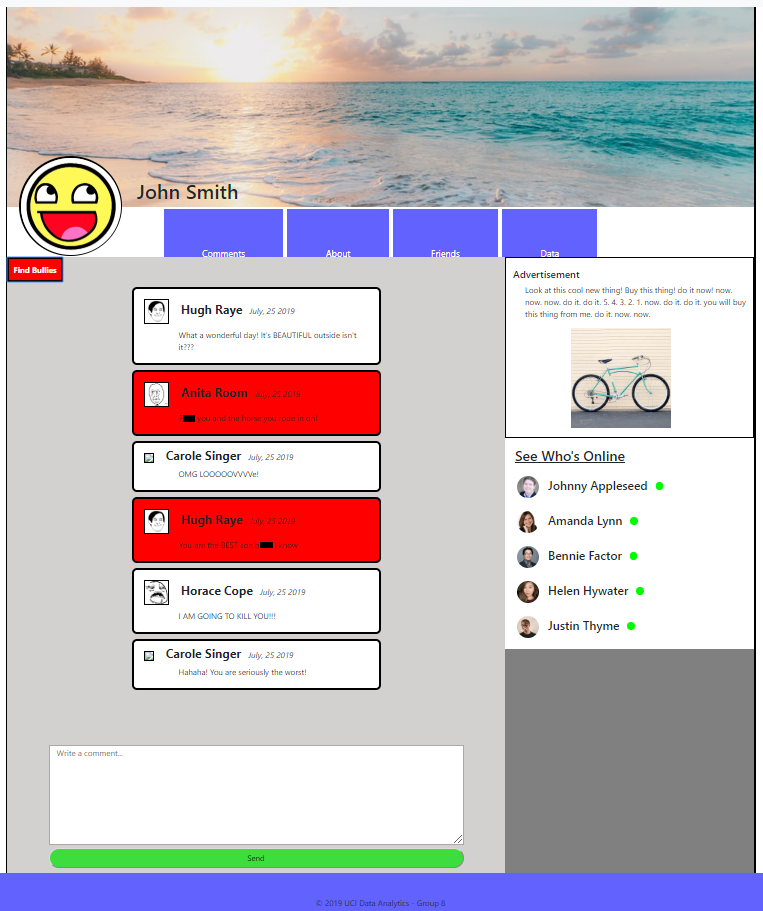 John Smith
Comments
About
Friends
Data
Find Bullies
Hugh Raye July, 25 2019
What a wonderful day! It's BEAUTIFUL outside isn't
it???
Anita Room July, 25 2019
F you and the horse you rode in on!
Carole Singer July, 25 2019
OMG LOOOOOVVVVe!
Hugh Raye July, 25 2019
You are the BEST son I know
Horace Cope July, 25 2019
I AM GOING TO KILL YOU!!!
Carole Singer July, 25 2019
Hahaha! You are seriously the worst!
Write a comment...
Send
Advertisement
Look at this cool new thing! Buy this thing! do it now! now.
now. now. do it. do it. 5. 4. 3. 2. 1. now. do it. do it. you will buy
this thing from me. do it. now. now.
See Who's Online
Johnny Appleseed
Amanda Lynn
Bennie Factor
Helen Hywater
Justin Thyme
© 2019 UCI Data Analytics - Group 8